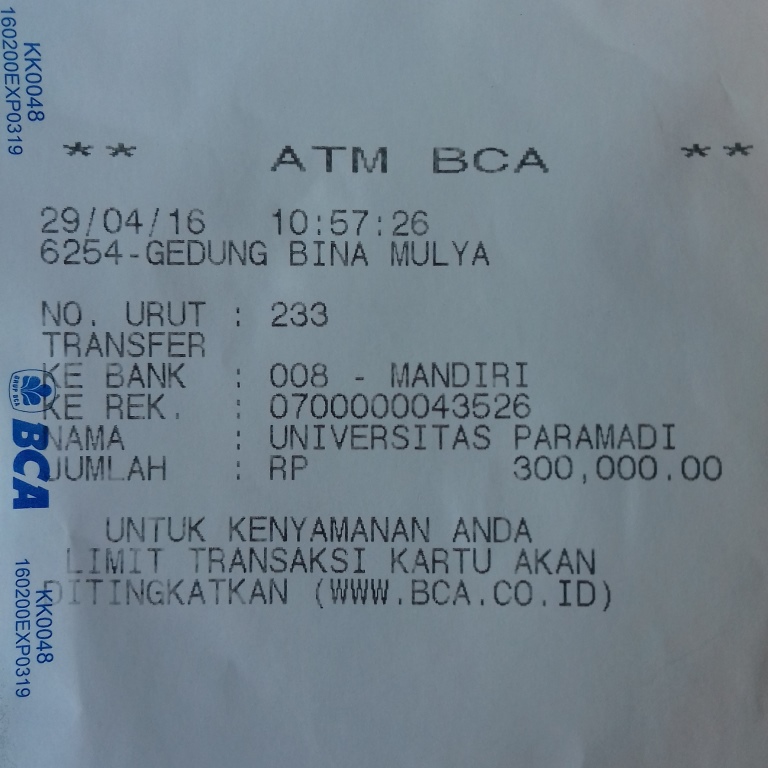 KK0048
160200EXP0319
** ATM BCA **
29/04/16 10:57:26
6254-GEDUNG BINA MULYA
NO. URUT : 233
TRANSFER
KE BANK : 008 - MANDIRI
KE REK. : 0700000043526
NAMA : UNIVERSITAS PARAMADI
JUMLAH : RP 300,000.00
BCA
UNTUK KENYAMANAN ANDA
LIMIT TRANSAKSI KARTU AKAN
DITINGKATKAN (WWW.BCA.CO.ID)
KK0048
160200EXP0319